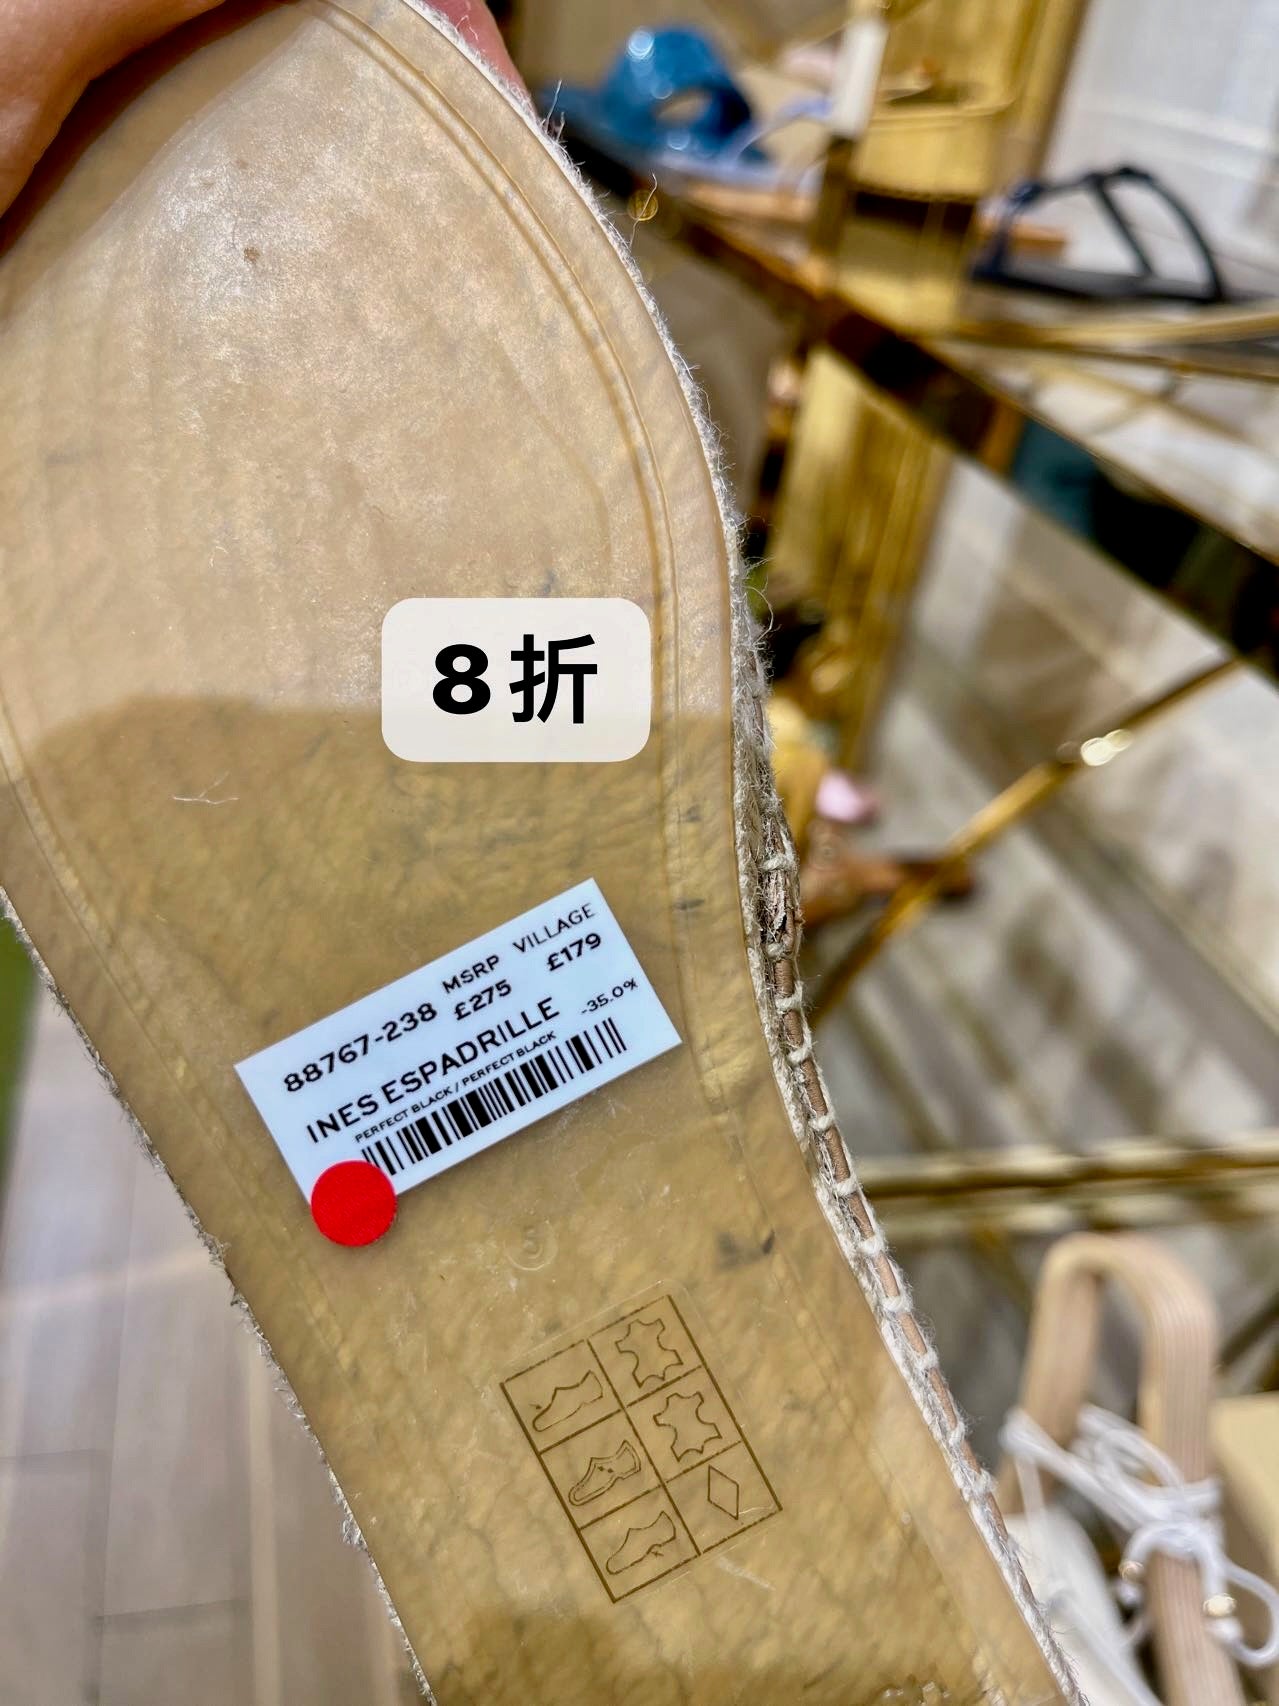 8折
MSRP VILLAGE
88767-238 £275 £179
INES ESPADRILLE -35.0%
PERFECT BLACK / PERFECT BLACK